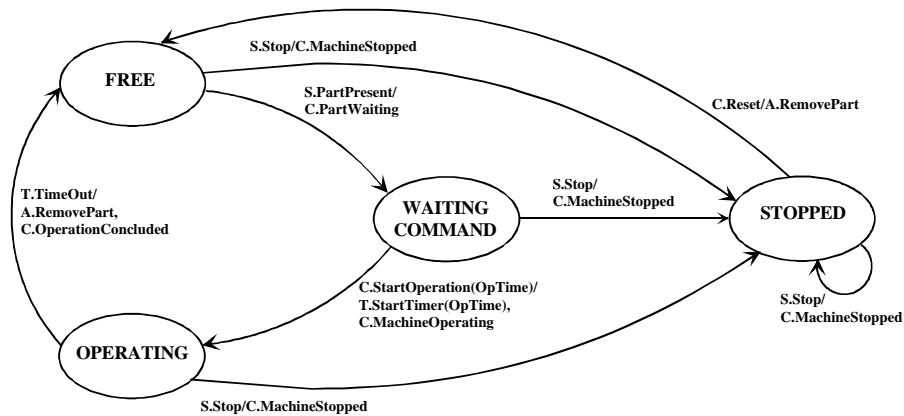 S.Stop/C.MachineStopped
FREE
S.PartPresent/
C.PartWaiting
C.Reset/A.RemovePart
T.TimeOut/
A.RemovePart,
C.OperationConcluded
S.Stop/
C.MachineStopped
WAITING
COMMAND
STOPPED
C.StartOperation(OpTime)/
T.StartTimer(OpTime),
C.MachineOperating
S.Stop/
C.MachineStopped
OPERATING
S.Stop/C.MachineStopped